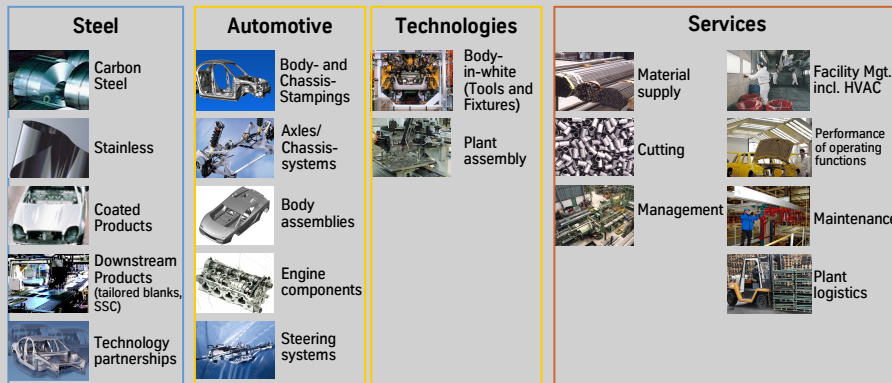 Steel
Carbon
Steel
Stainless
Coated
Products
Downstream
Products
(tailored blanks,
SSC)
Technology
partnerships
Automotive
Body- and
Chassis-
Stampings
Axles/
Chassis-
systems
Body
assemblies
Engine
components
Steering
systems
Technologies
Body-
in-white
(Tools and
Fixtures)
Plant
assembly
Services
Material
supply
Cutting
Management
Facility Mgt.
incl. HVAC
Performance
of operating
functions
Maintenance
Plant
logistics